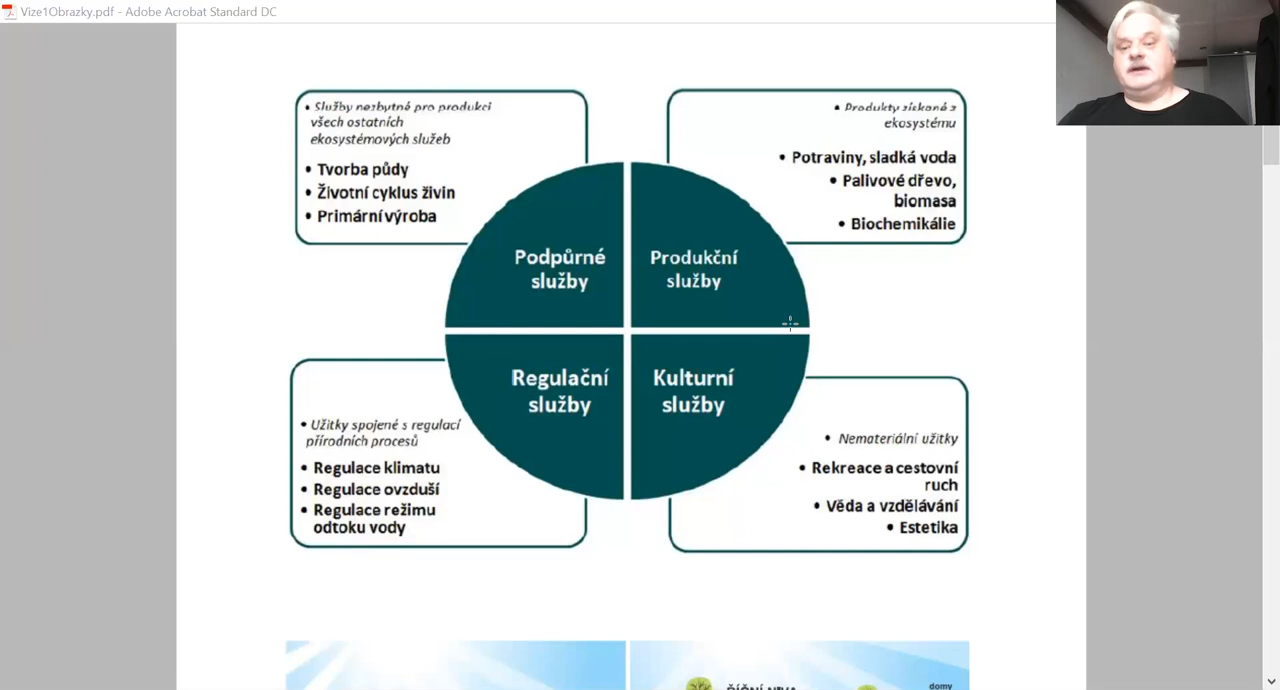 Vize1Obrazky.pdf - Adobe Acrobat Standard DC
• Služby nezbytné pro produkci
všech ostatních
ekosystémových služeb
• Tvorba půdy
• Životní cyklus živin
• Primární výroba
• Produkty získané z
ekosystému
• Potraviny, sladká voda
• Palivové dřevo,
biomasa
• Biochemikálie
Podpůrné
služby
Produkční
služby
Regulační
služby
Kulturní
služby
• Užitky spojené s regulací
přírodních procesů
• Regulace klimatu
• Regulace ovzduší
• Regulace režimu
odtoku vody
• Nemateriální užitky
• Rekreace a cestovní
ruch
• Věda a vzdělávání
• Estetika
ŘÍČNÍ NIVA
domy